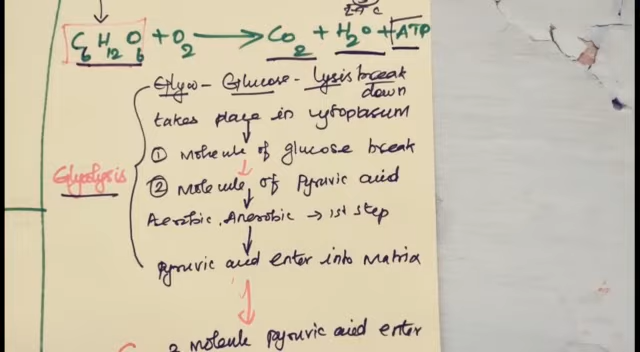 C6H12O6 + O2 → CO2 + H2O + ATP
Glyco - Glucose - Lysis break
down
takes place in cytoplasum
↓
① Molecule of glucose break
↓
Glycolysis
② Molecule of Pyruvic acid
↓
Aerobic, Anerobic → 1st step
↓
Pyruvic acid enter into Matrix
↓
2 molecule pyruvic acid enter